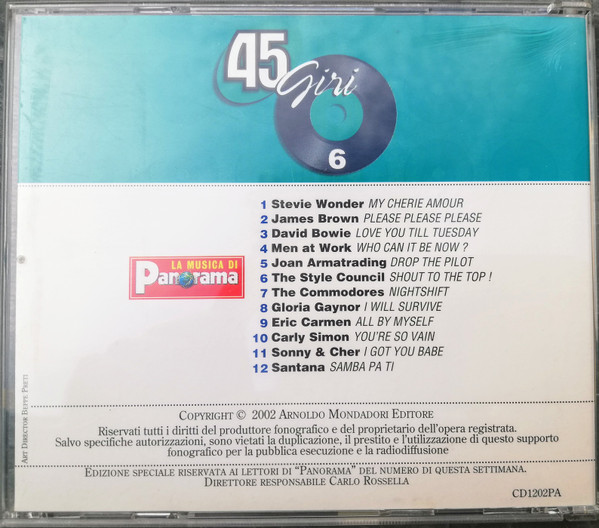 45 Giri
6
1 Stevie Wonder MY CHERIE AMOUR
2 James Brown PLEASE PLEASE PLEASE
3 David Bowie LOVE YOU TILL TUESDAY
4 Men at Work WHO CAN IT BE NOW ?
5 Joan Armatrading DROP THE PILOT
6 The Style Council SHOUT TO THE TOP !
7 The Commodores NIGHTSHIFT
8 Gloria Gaynor I WILL SURVIVE
9 Eric Carmen ALL BY MYSELF
10 Carly Simon YOU'RE SO VAIN
11 Sonny & Cher I GOT YOU BABE
12 Santana SAMBA PA TI
LA MUSICA DI
Panorama
ART DIRECTOR BEPPE PRETI
COPYRIGHT © 2002 ARNOLDO MONDADORI EDITORE
Riservati tutti i diritti del produttore fonografico e del proprietario dell'opera registrata.
Salvo specifiche autorizzazioni, sono vietati la duplicazione, il prestito e l'utilizzazione di questo supporto
fonografico per la pubblica esecuzione e la radiodiffusione
EDIZIONE SPECIALE RISERVATA AI LETTORI DI "PANORAMA" DEL NUMERO DI QUESTA SETTIMANA.
DIRETTORE RESPONSABILE CARLO ROSSELLA
CD1202PA